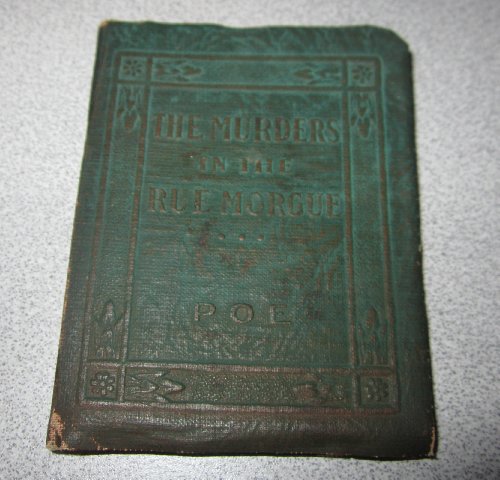 THE MURDERS
IN THE
RUE MORGUE
. . . .
POE